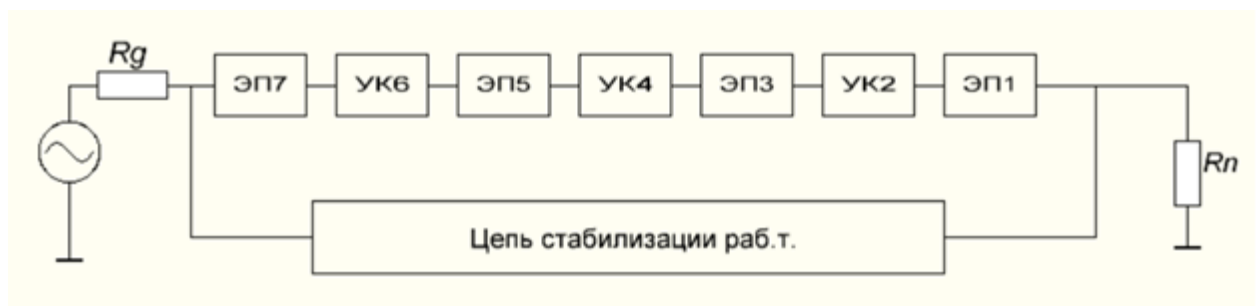 Rg
ЭП7 УК6 ЭП5 УК4 ЭП3 УК2 ЭП1
Rn
Цепь стабилизации раб.т.